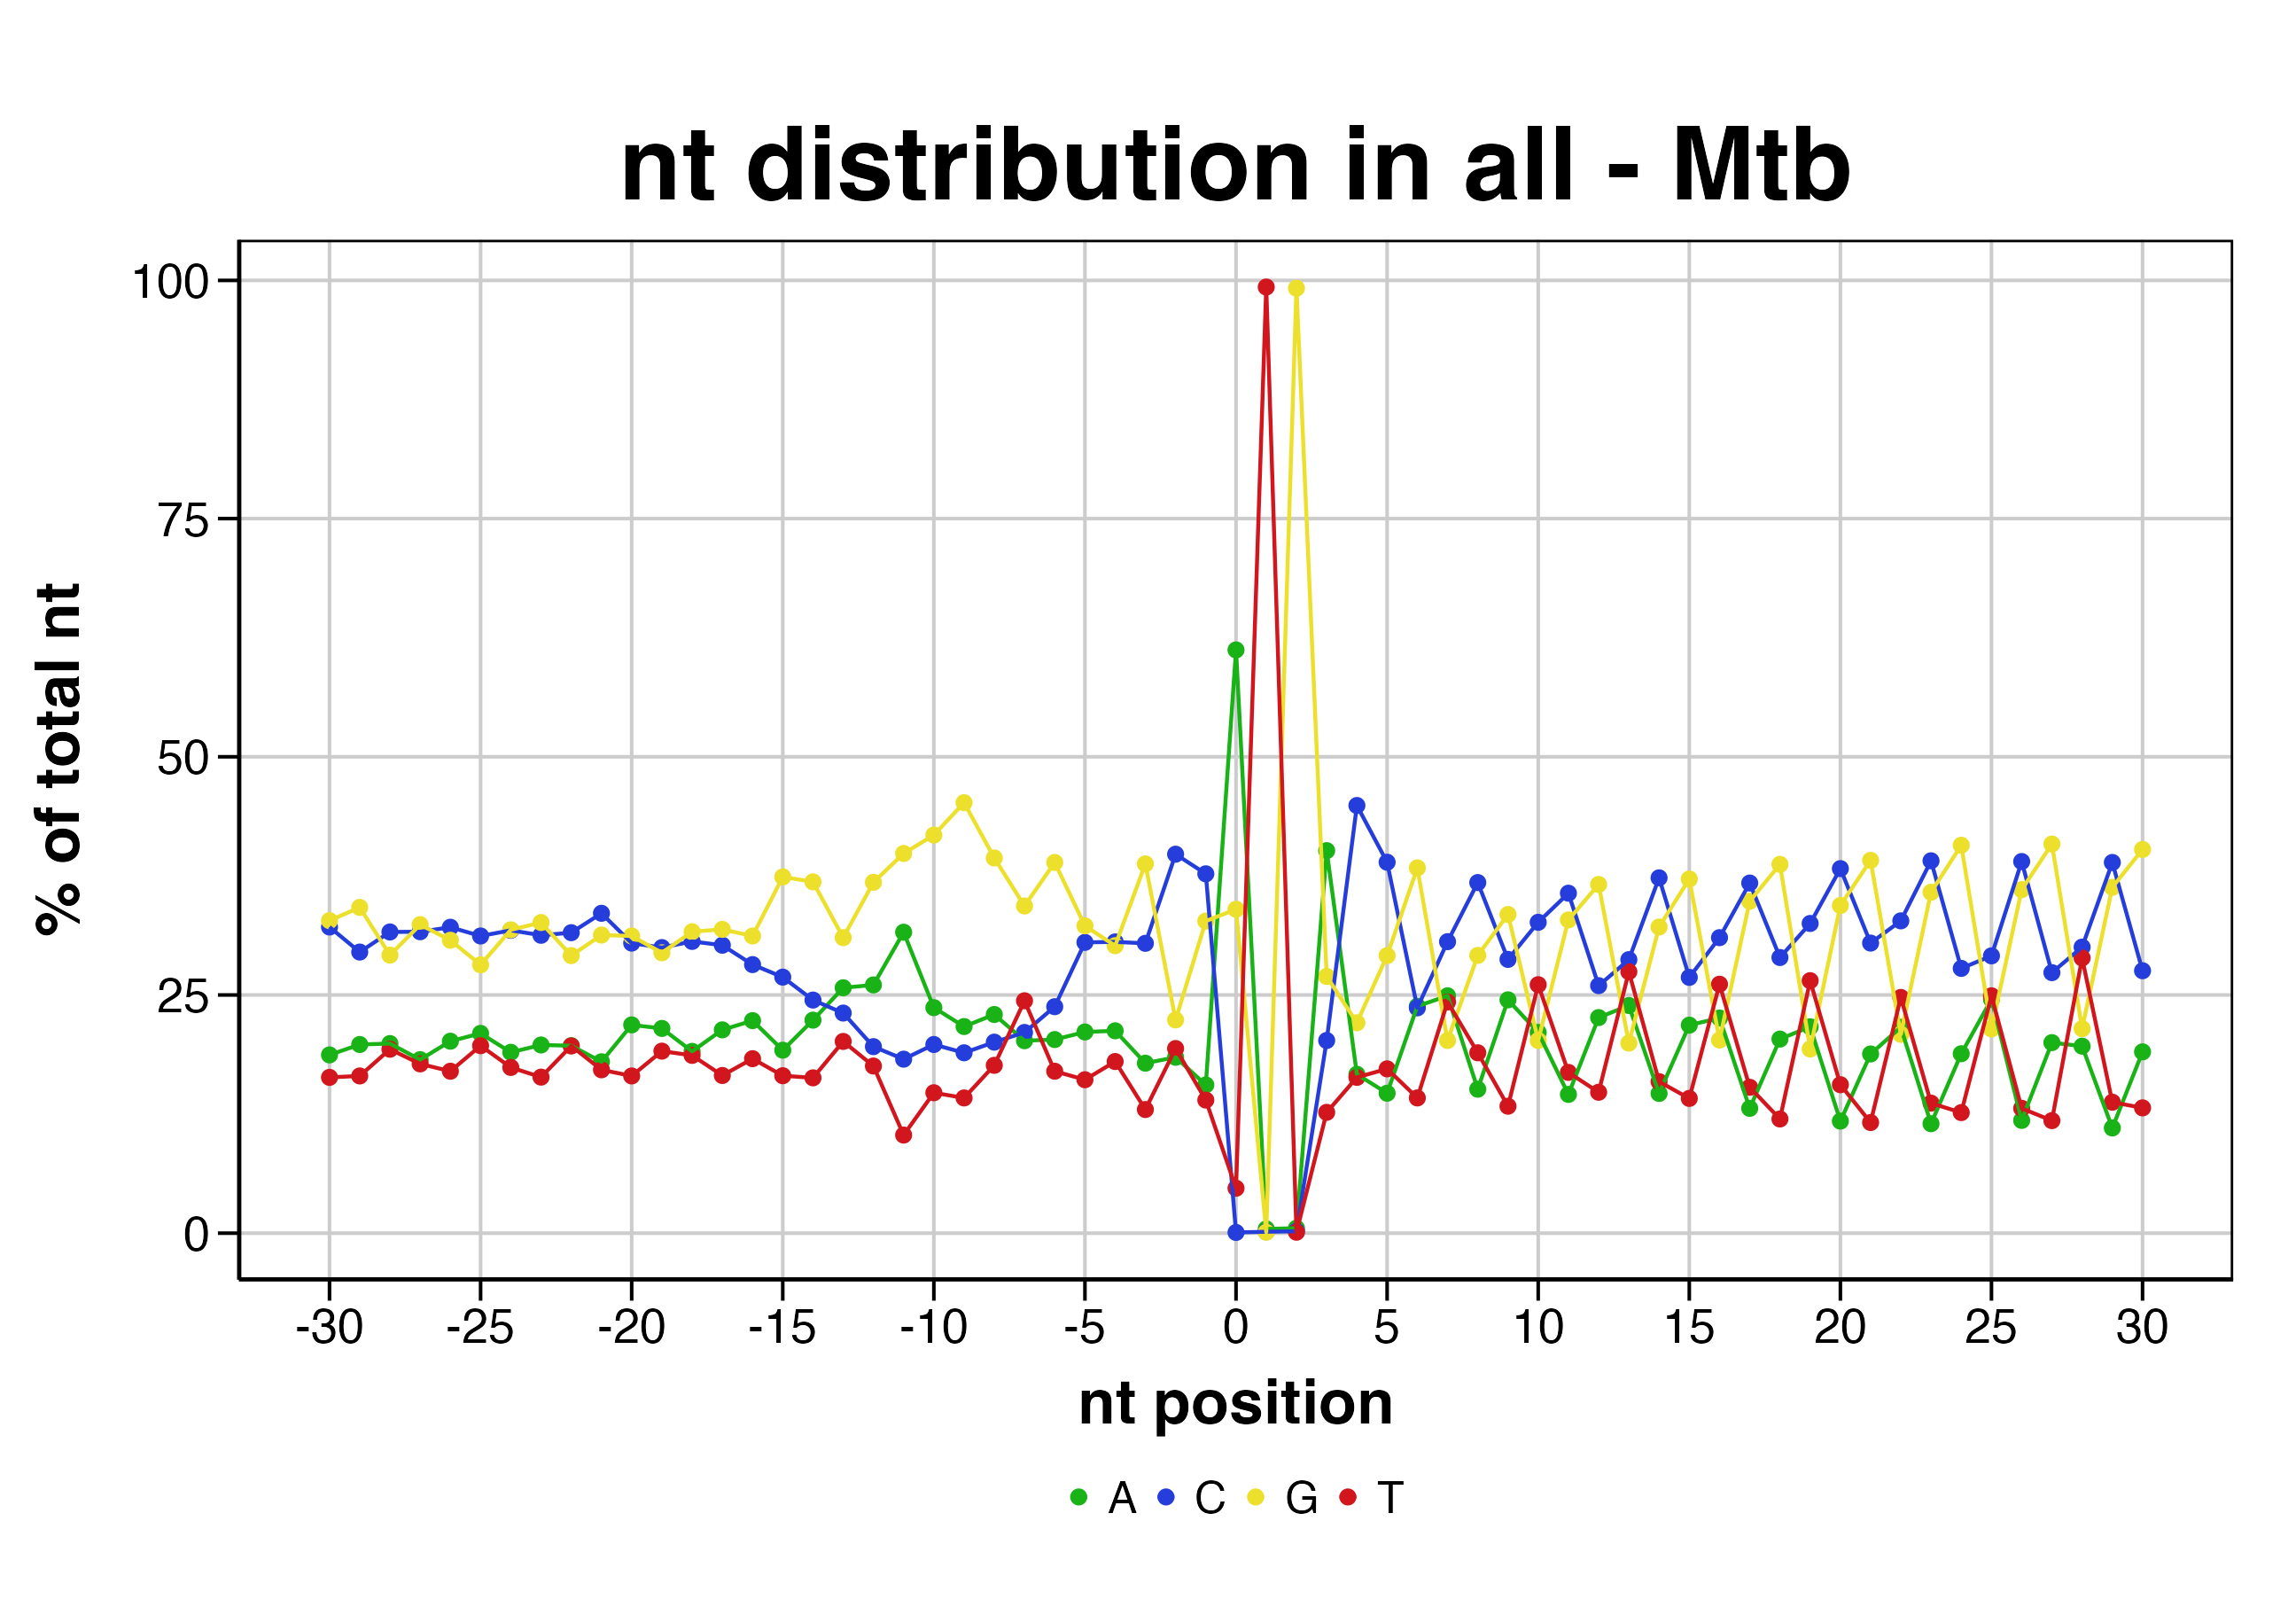 nt distribution in all - Mtb
100
75
50
25
0
% of total nt
-30 -25 -20 -15 -10 -5 0 5 10 15 20 25 30
nt position
A C G T